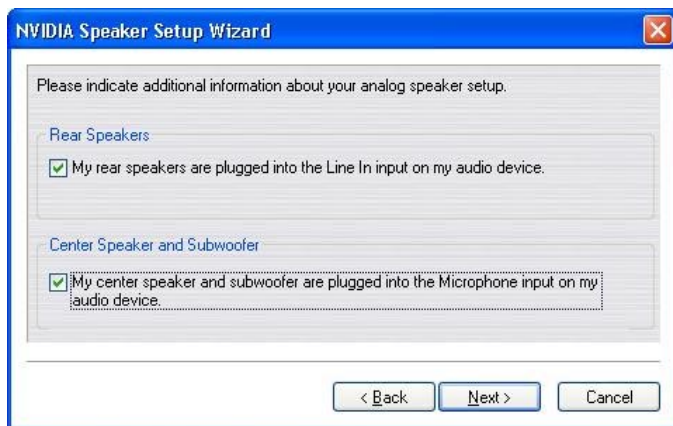 NVIDIA Speaker Setup Wizard
Please indicate additional information about your analog speaker setup.
Rear Speakers
My rear speakers are plugged into the Line In input on my audio device.
Center Speaker and Subwoofer
My center speaker and subwoofer are plugged into the Microphone input on my
audio device.
< Back
Next >
Cancel